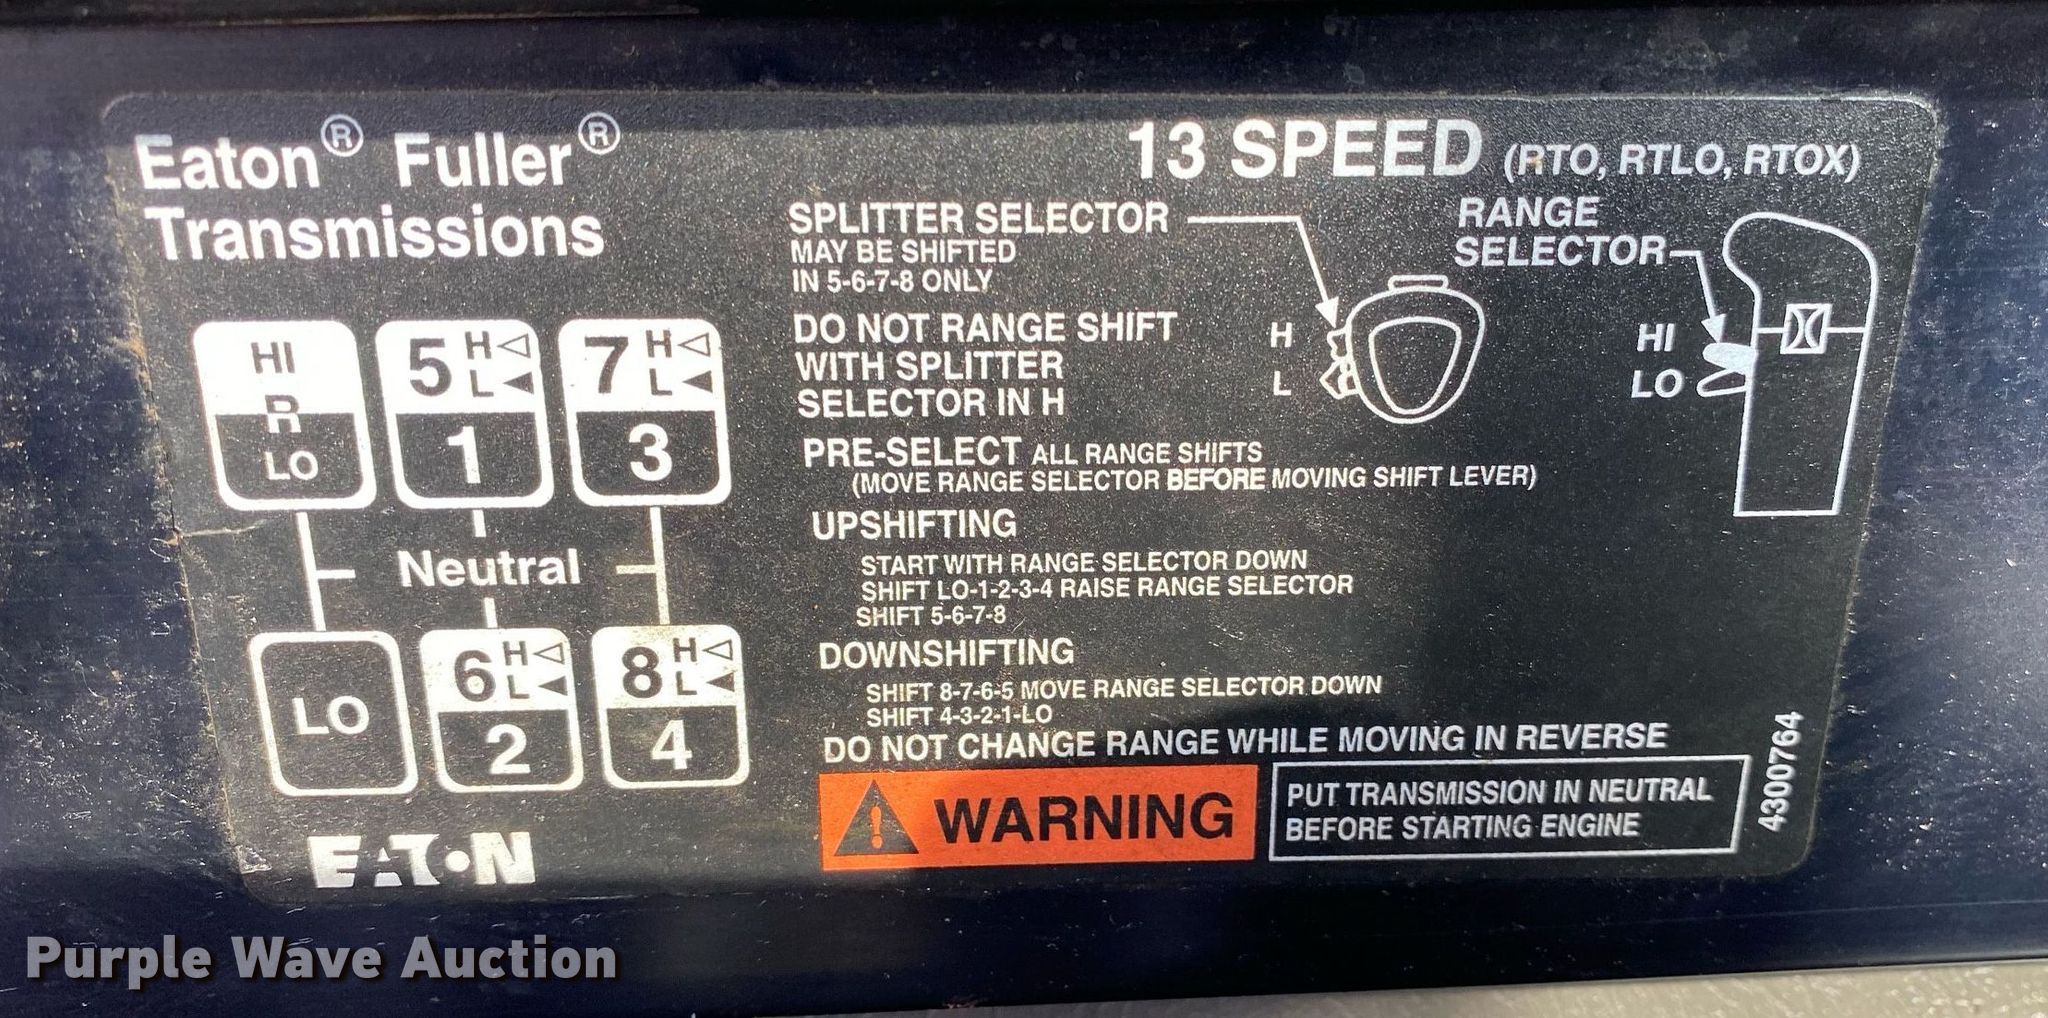 Eaton® Fuller®
Transmissions
13 SPEED (RTO, RTLO, RTOX)
SPLITTER SELECTOR
MAY BE SHIFTED
IN 5-6-7-8 ONLY
RANGE
SELECTOR
H
L
HI
LO
DO NOT RANGE SHIFT
WITH SPLITTER
SELECTOR IN H
PRE-SELECT ALL RANGE SHIFTS
(MOVE RANGE SELECTOR BEFORE MOVING SHIFT LEVER)
UPSHIFTING
START WITH RANGE SELECTOR DOWN
SHIFT LO-1-2-3-4 RAISE RANGE SELECTOR
SHIFT 5-6-7-8
DOWNSHIFTING
SHIFT 8-7-6-5 MOVE RANGE SELECTOR DOWN
SHIFT 4-3-2-1-LO
DO NOT CHANGE RANGE WHILE MOVING IN REVERSE
WARNING
PUT TRANSMISSION IN NEUTRAL
BEFORE STARTING ENGINE
4300764
HI
R
LO
5 H
L
1
7 H
L
3
Neutral
LO
6 H
L
2
8 H
L
4
EATON
Purple Wave Auction